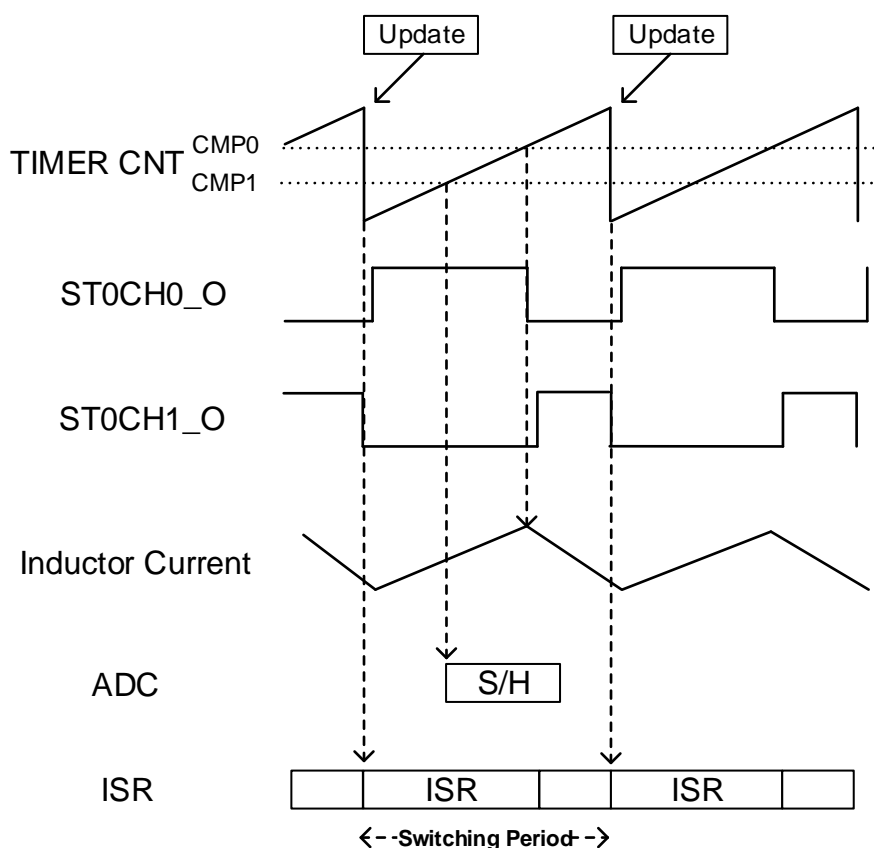 Update
Update
TIMER CNT
CMP0
CMP1
ST0CH0_O
ST0CH1_O
Inductor Current
ADC
S/H
ISR
ISR
ISR
Switching Period